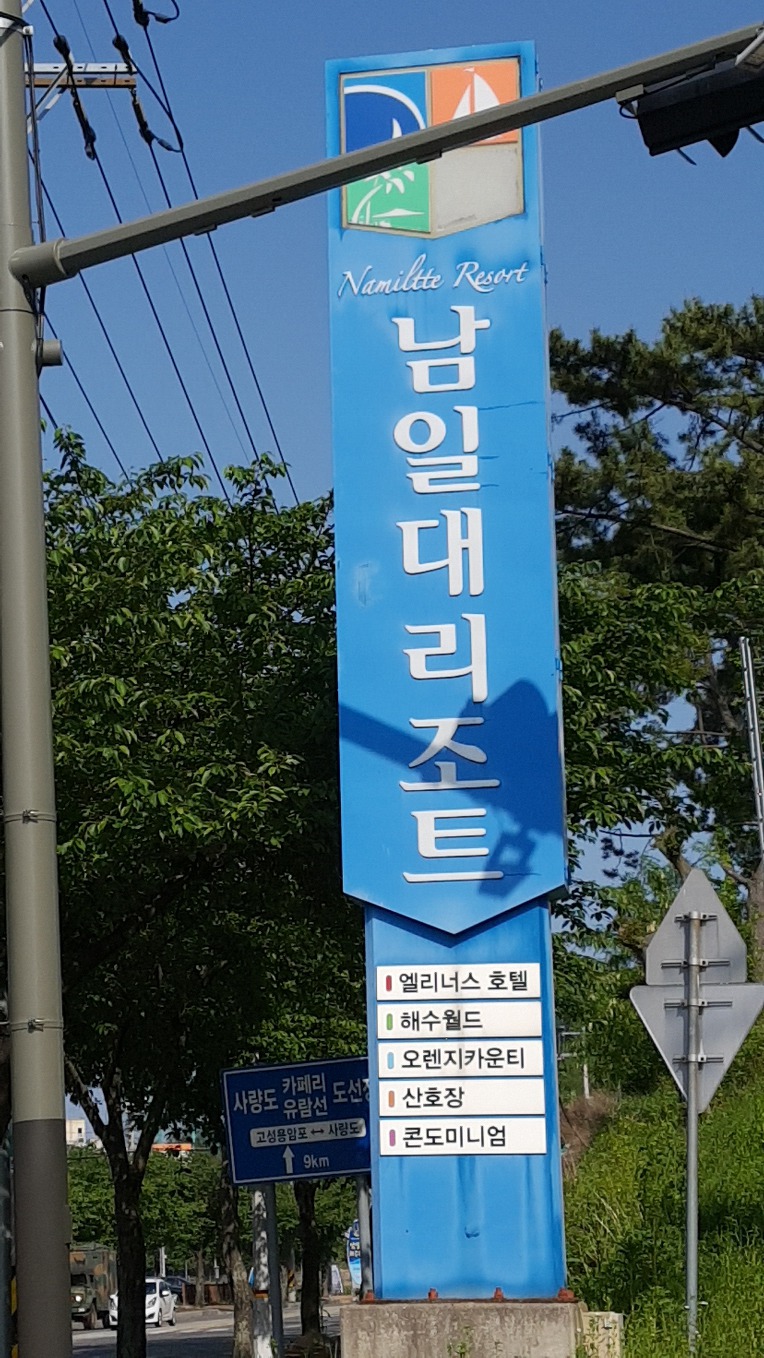 Namiltte Resort
남일대리조트
엘리너스 호텔
해수월드
오렌지카운티
산호장
콘도미니엄
사량도 카페리 유람선 도선장
고성용암포 ↔ 사량도
↑ 9km